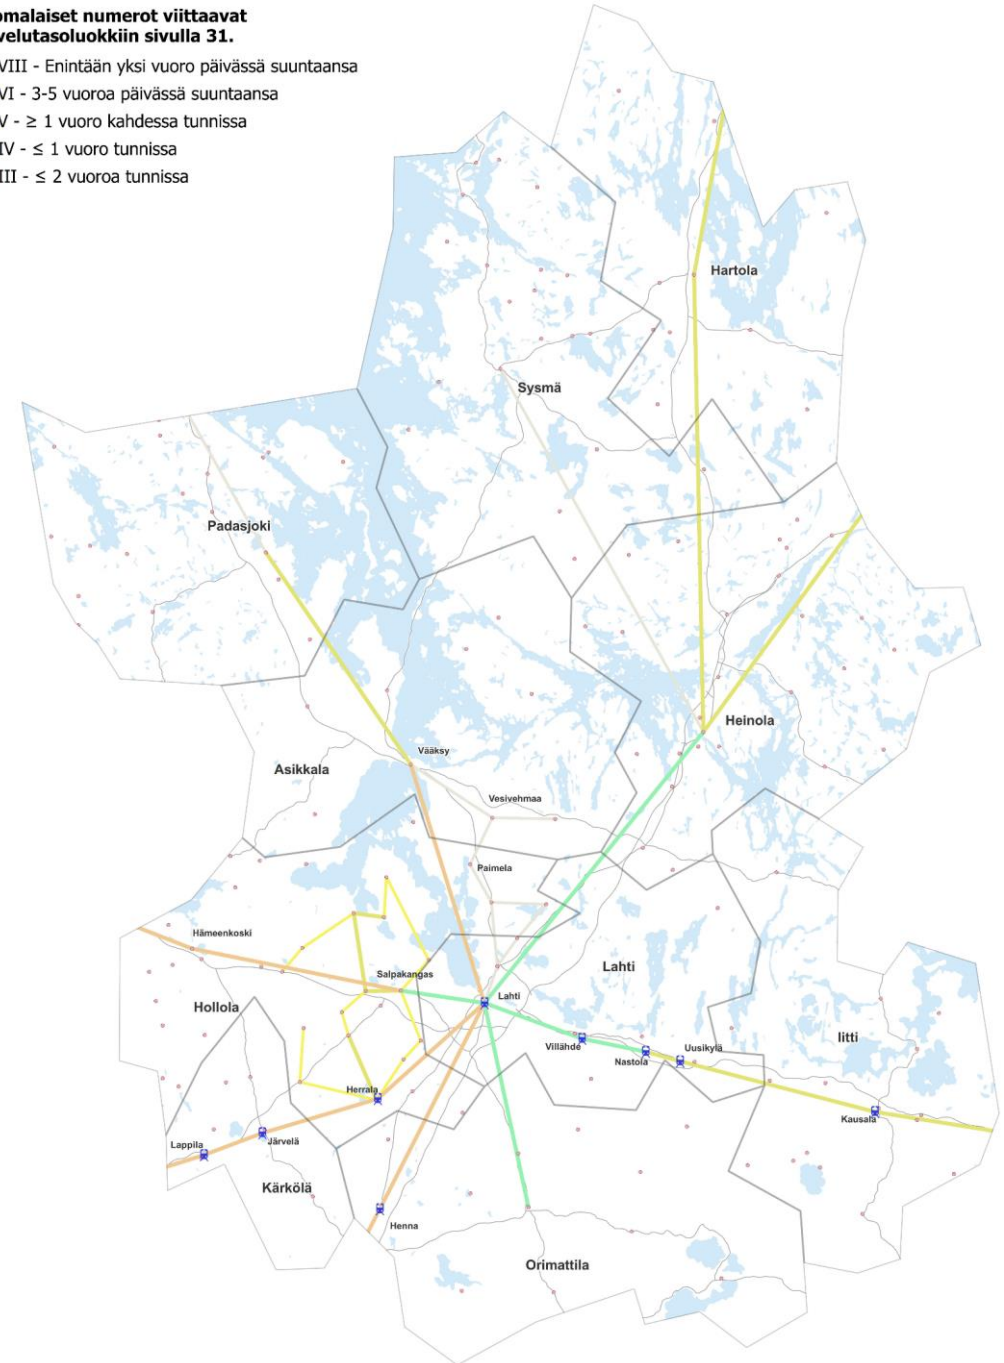 omalaiset numerot viittaavat
velutasoluokkiin sivulla 31.
VIII - Enintään yksi vuoro päivässä suuntaansa
VI - 3-5 vuoroa päivässä suuntaansa
V - ≥ 1 vuoro kahdessa tunnissa
IV - ≤ 1 vuoro tunnissa
III - ≤ 2 vuoroa tunnissa
Hartola
Sysmä
Padasjoki
Heinola
Vääksy
Asikkala
Vesivehmaa
Paimela
Hämeenkoski
Salpakangas
Lahti
Lahti
Hollola
Iitti
Villähde
Uusikylä
Nastola
Herrala
Kausala
Lappila
Järvelä
Kärkölä
Henna
Orimattila